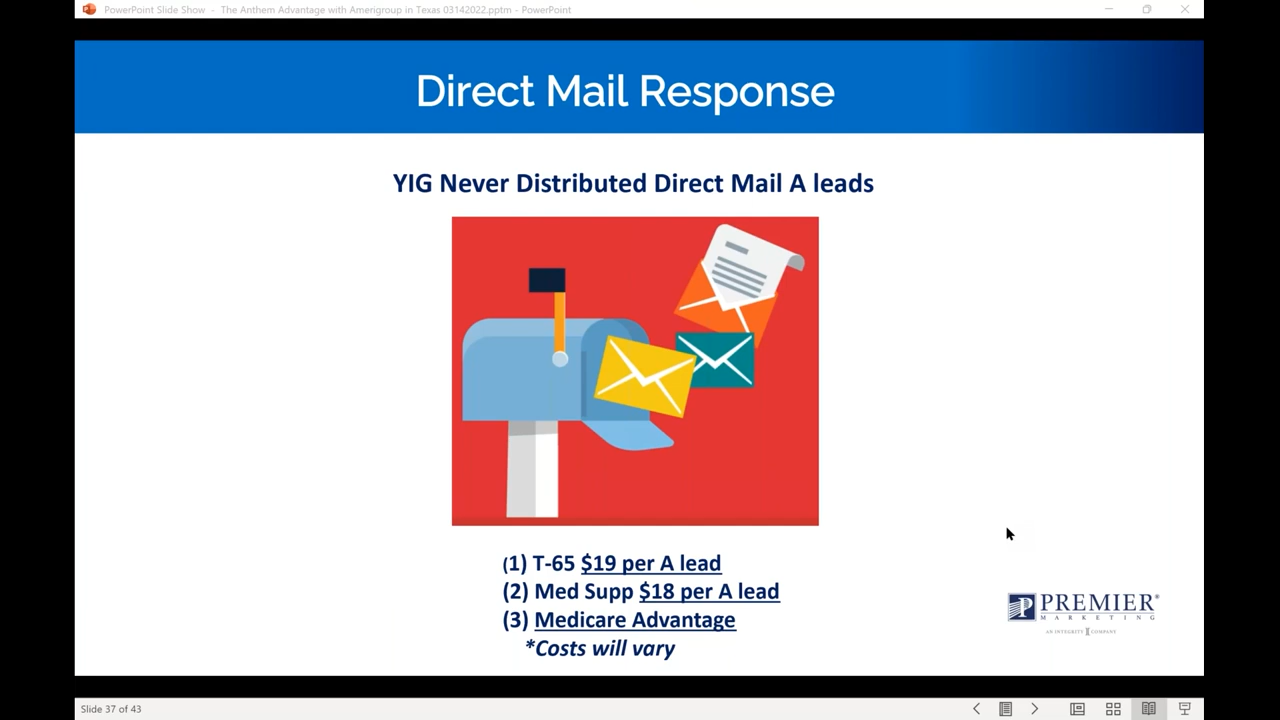 PowerPoint Slide Show - The Anthem Advantage with Amerigroup in Texas 03142022.pptm - PowerPoint
Direct Mail Response
YIG Never Distributed Direct Mail A leads
(1) T-65 $19 per A lead
(2) Med Supp $18 per A lead
(3) Medicare Advantage
*Costs will vary
PREMIER®
MARKETING
AN INTEGRITY COMPANY
Slide 37 of 43